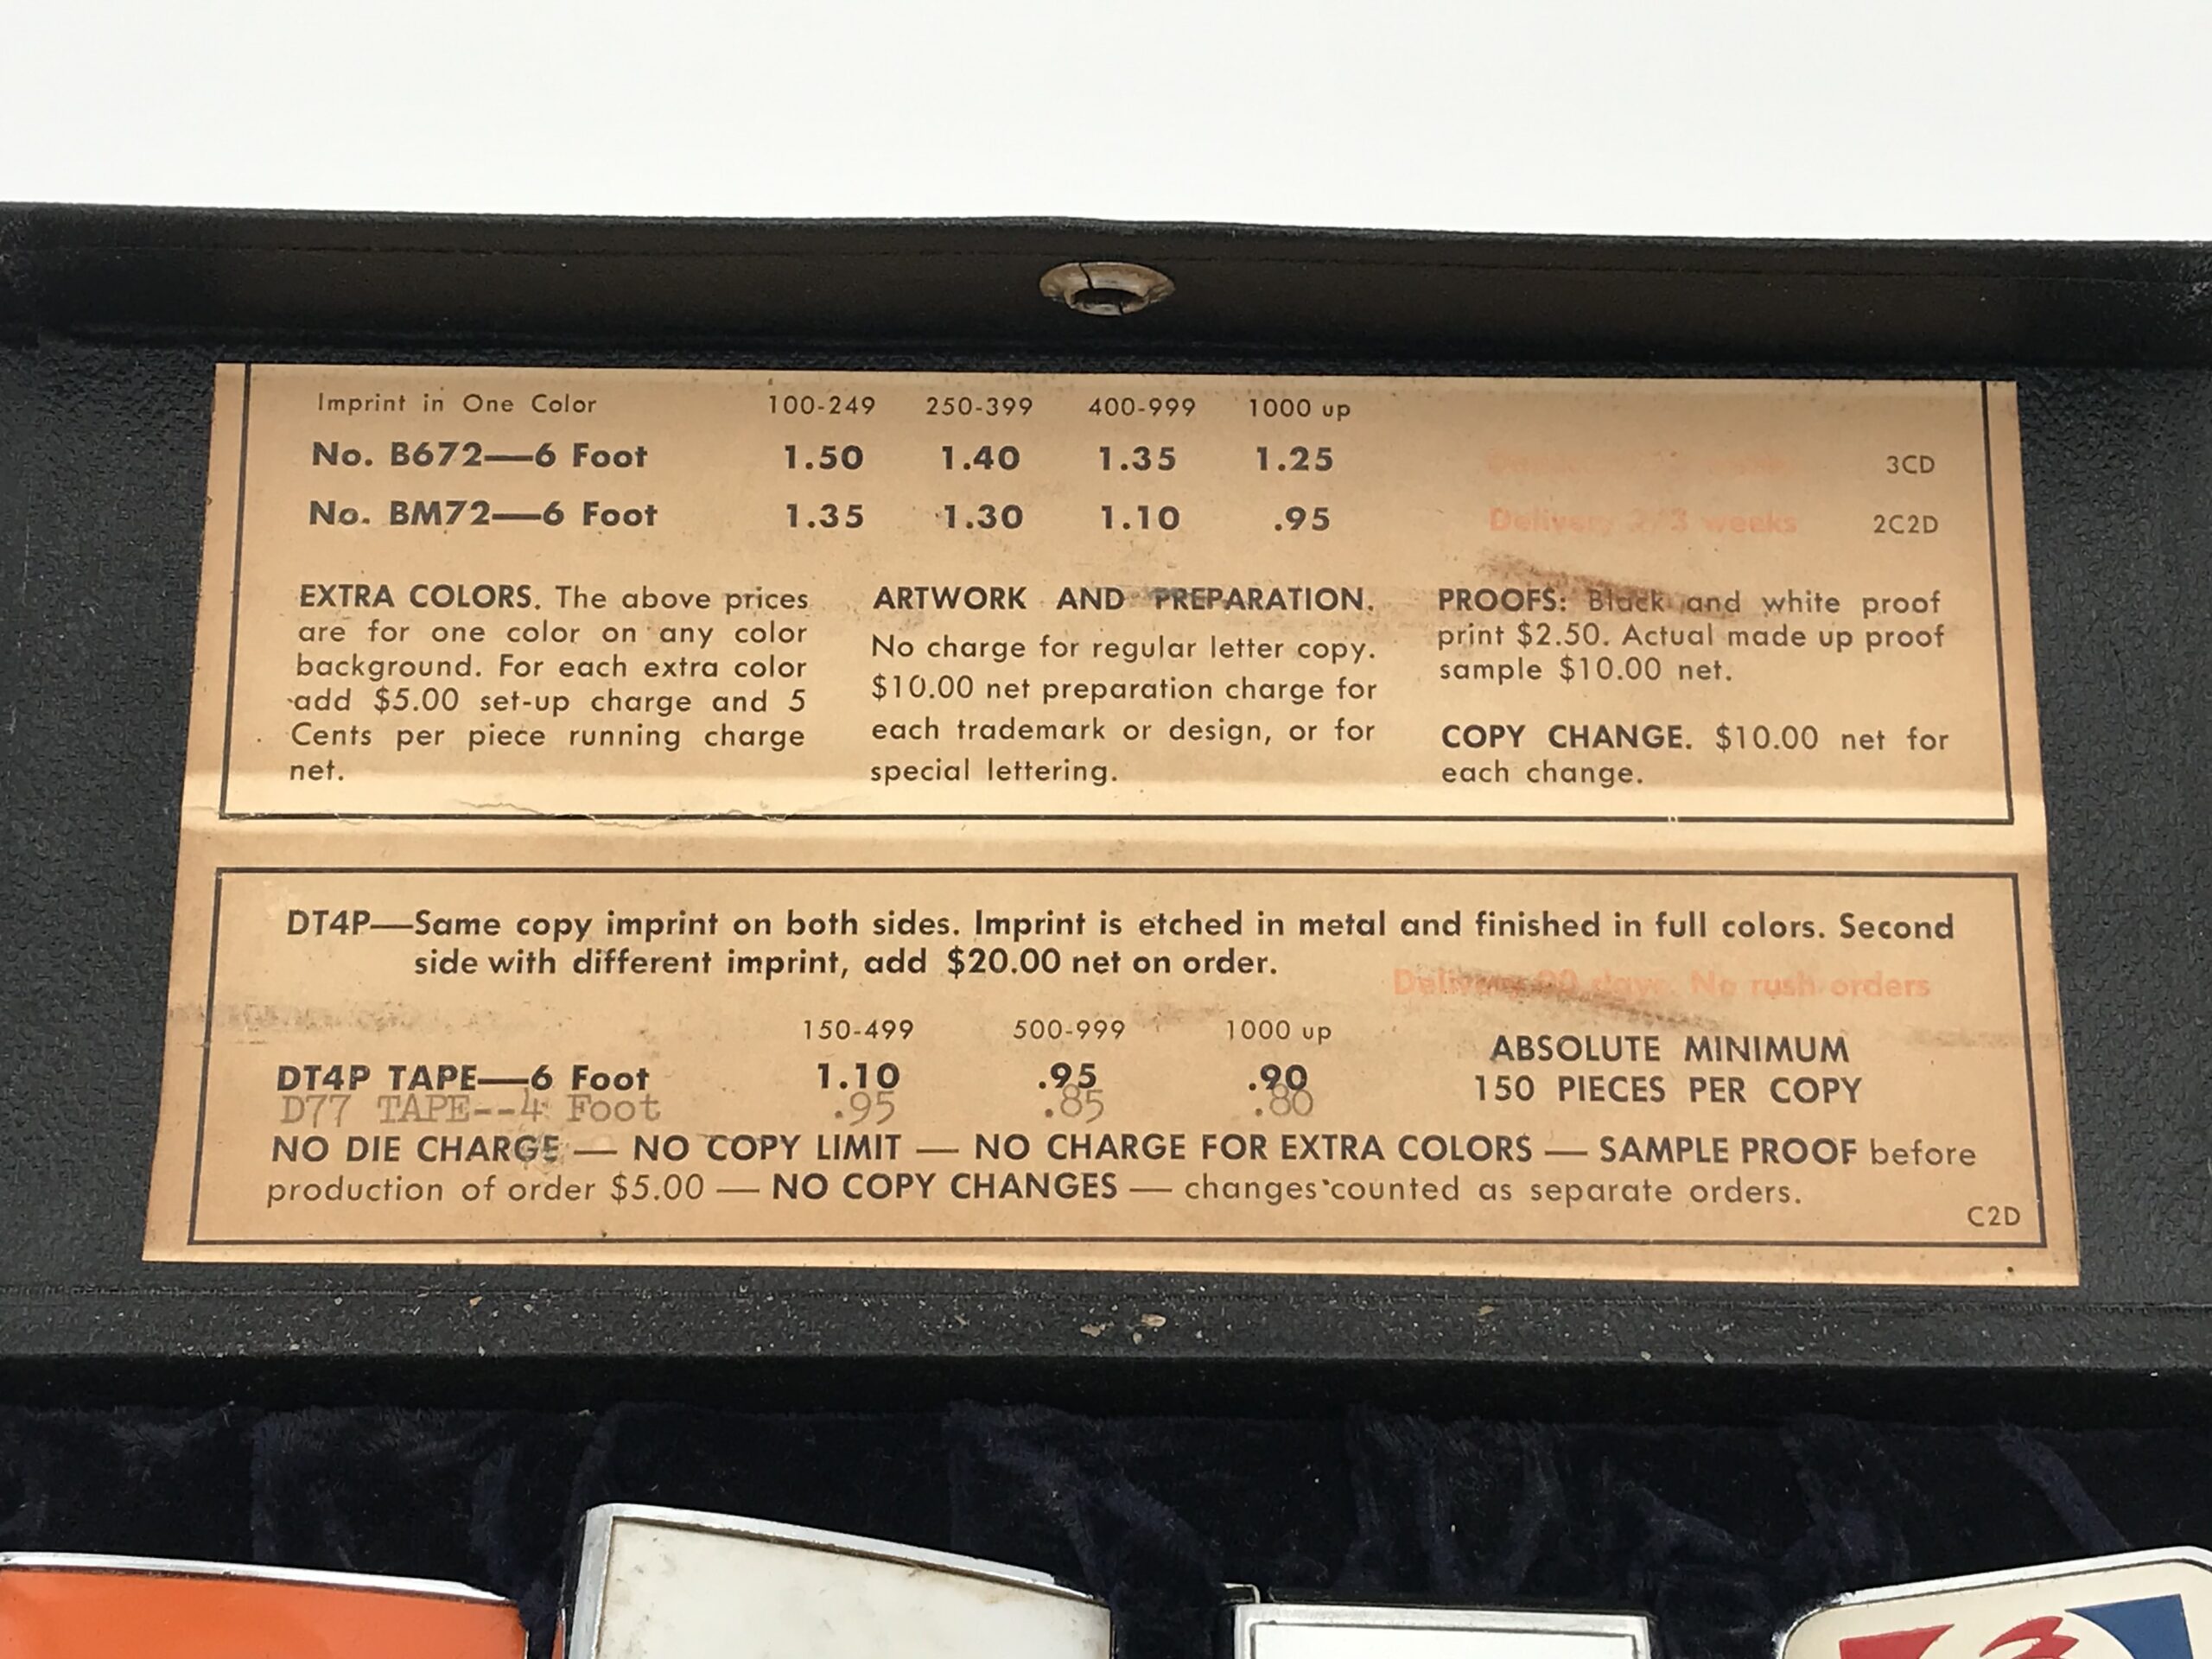 Imprint in One Color 100-249 250-399 400-999 1000 up
No. B672—6 Foot 1.50 1.40 1.35 1.25 3CD
No. BM72—6 Foot 1.35 1.30 1.10 .95 Delivery 2/3 weeks 2C2D
EXTRA COLORS. The above prices
are for one color on any color
background. For each extra color
add $5.00 set-up charge and 5
Cents per piece running charge
net.
ARTWORK AND PREPARATION.
No charge for regular letter copy.
$10.00 net preparation charge for
each trademark or design, or for
special lettering.
PROOFS: Black and white proof
print $2.50. Actual made up proof
sample $10.00 net.
COPY CHANGE. $10.00 net for
each change.
DT4P—Same copy imprint on both sides. Imprint is etched in metal and finished in full colors. Second
side with different imprint, add $20.00 net on order.
Delivery 90 days. No rush orders
150-499 500-999 1000 up
DT4P TAPE—6 Foot 1.10 .95 .90
D77 TAPE--4 Foot .95 .85 .80
ABSOLUTE MINIMUM
150 PIECES PER COPY
NO DIE CHARGE — NO COPY LIMIT — NO CHARGE FOR EXTRA COLORS — SAMPLE PROOF before
production of order $5.00 — NO COPY CHANGES — changes counted as separate orders.
C2D